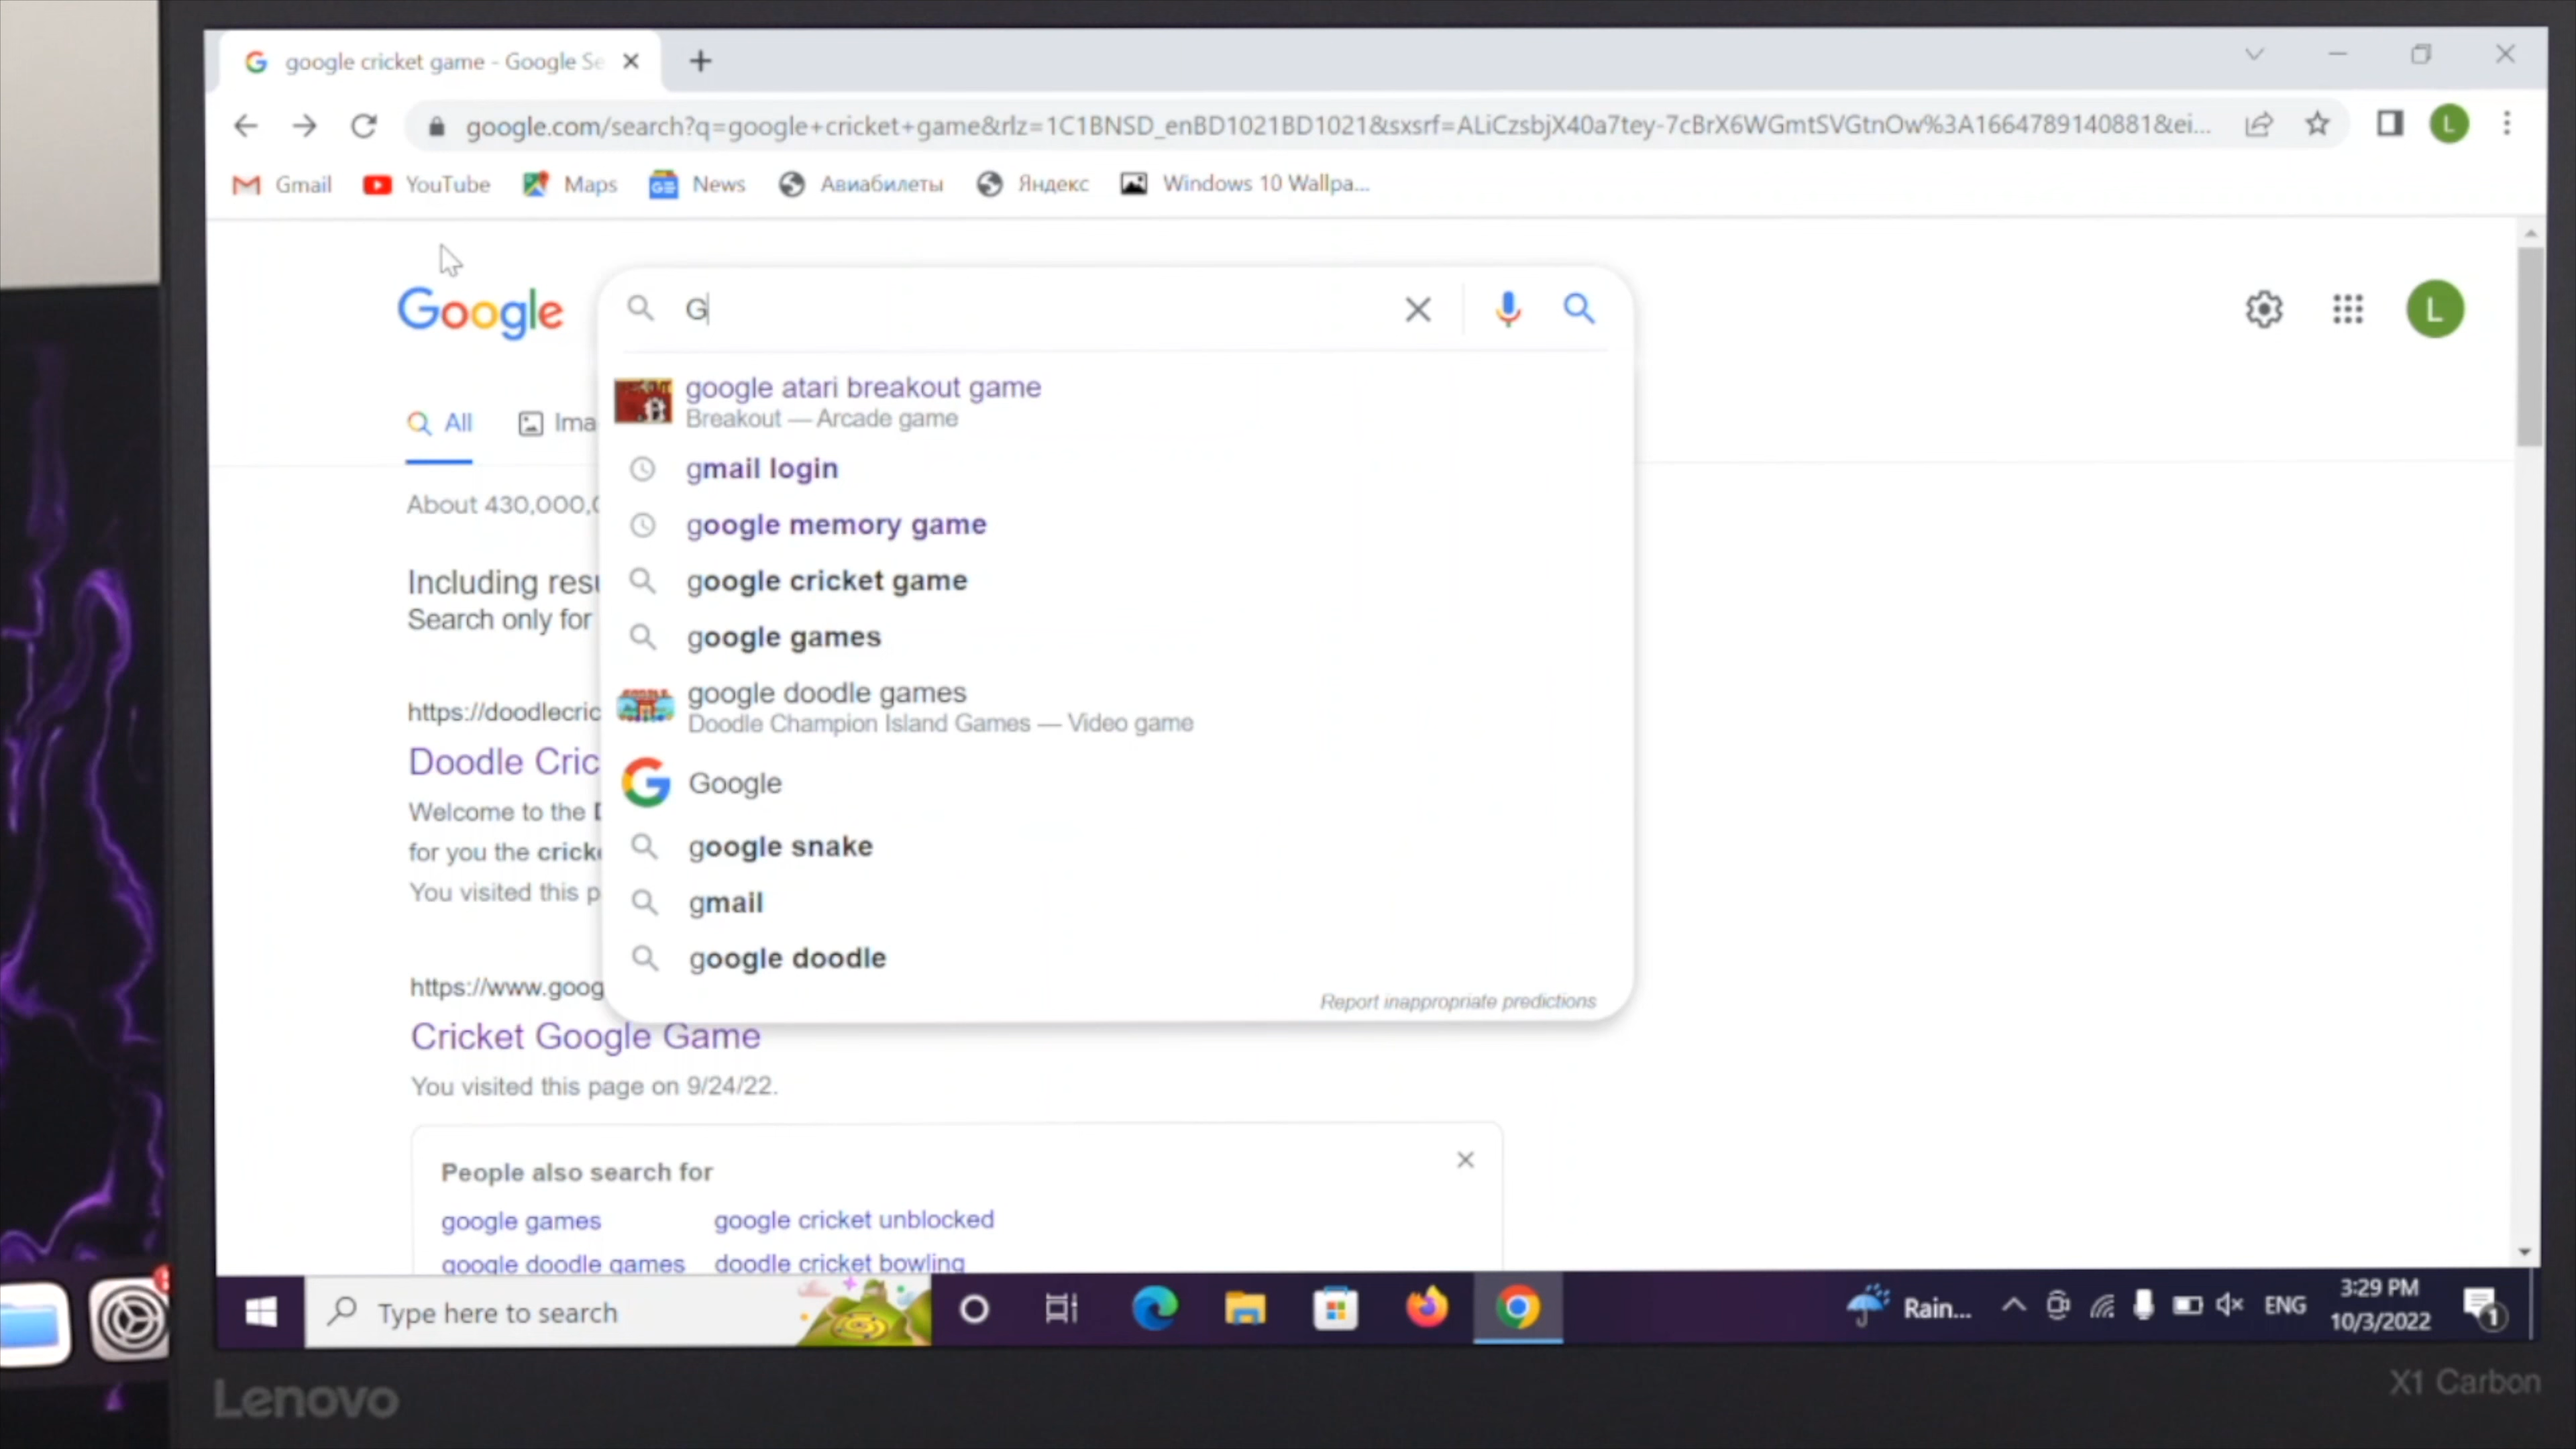 google cricket game - Google Se
google.com/search?q=google+cricket+game&rlz=1C1BNSD_enBD1021BD1021&sxsrf=ALiCzsbjX40a7tey-7cBrX6WGmtSVGtnOw%3A1664789140881&ei...
L
Gmail YouTube Maps News Авиабилеты Яндекс Windows 10 Wallpa...
Google
G
L
google atari breakout game
Breakout — Arcade game
All Ima
gmail login
About 430,000,0
google memory game
Including resu
google cricket game
Search only for
google games
google doodle games
https://doodlecric
Doodle Champion Island Games — Video game
Doodle Cric
Google
Welcome to the D
for you the cricke
google snake
You visited this p
gmail
google doodle
https://www.goog
Report inappropriate predictions
Cricket Google Game
You visited this page on 9/24/22.
People also search for
google games google cricket unblocked
google doodle games doodle cricket bowling
Type here to search
Rain... ENG
3:29 PM
10/3/2022
1
Lenovo
X1 Carbon